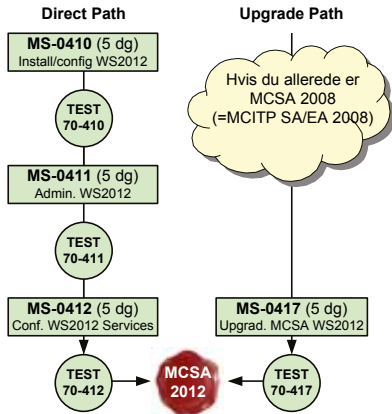 Direct Path
MS-0410 (5 dg)
Install/config WS2012
TEST
70-410
MS-0411 (5 dg)
Admin. WS2012
TEST
70-411
MS-0412 (5 dg)
Conf. WS2012 Services
TEST
70-412
Upgrade Path
Hvis du allerede er
MCSA 2008
(=MCITP SA/EA 2008)
MS-0417 (5 dg)
Upgrad. MCSA WS2012
TEST
70-417
MCSA
2012